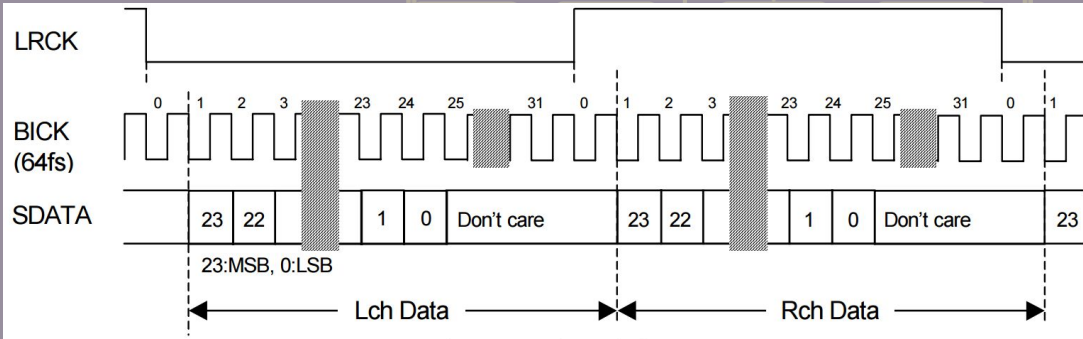 LRCK
0 1 2 3 23 24 25 31 0 1 2 3 23 24 25 31 0 1
BICK
(64fs)
SDATA 23 22 1 0 Don't care 23 22 1 0 Don't care 23
23:MSB, 0:LSB
Lch Data Rch Data